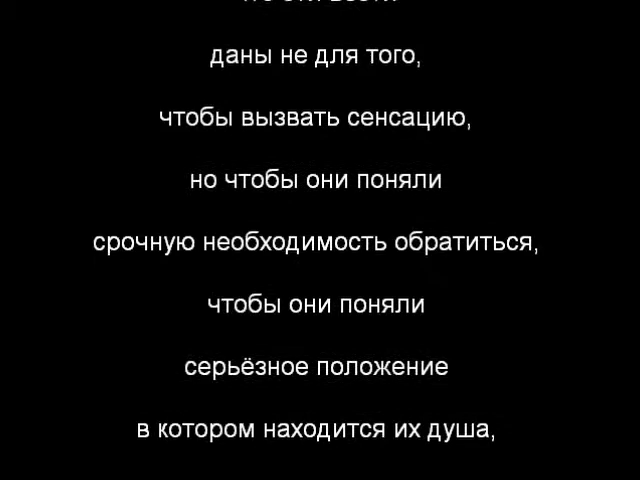 даны не для того,
чтобы вызвать сенсацию,
но чтобы они поняли
срочную необходимость обратиться,
чтобы они поняли
серьёзное положение
в котором находится их душа,